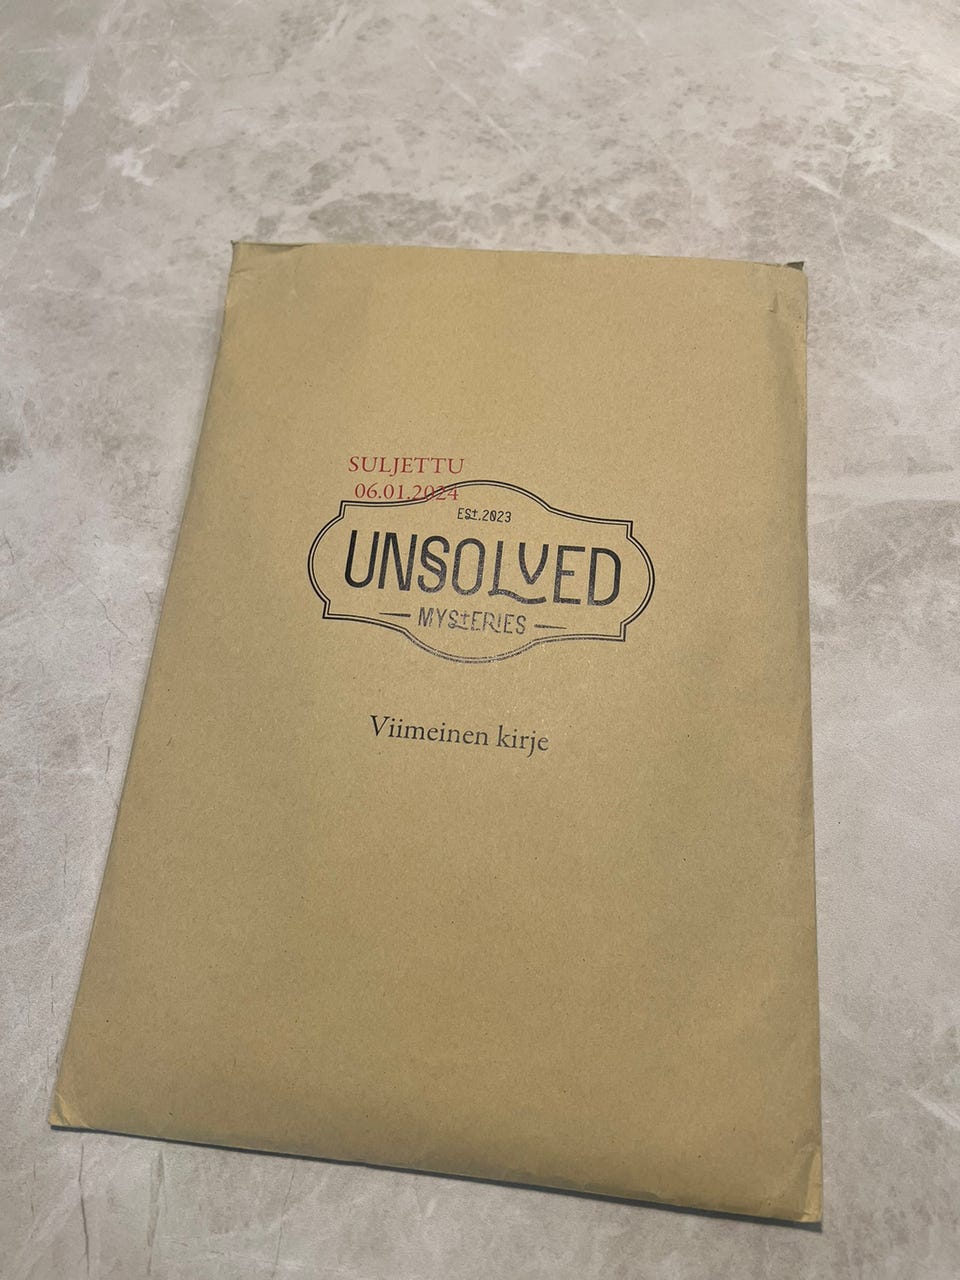 SULJETTU
06.01.2024
EST.2023
UNSOLVED
MYSTERIES
Viimeinen kirje